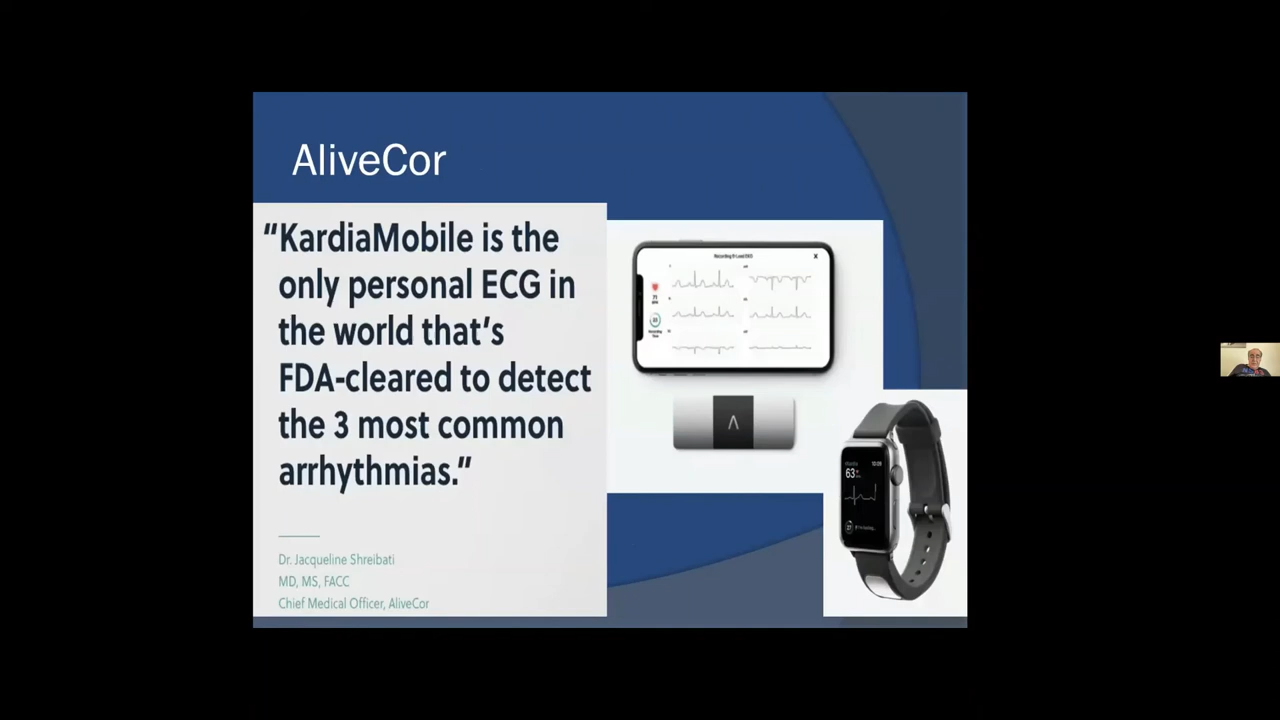 AliveCor
“KardiaMobile is the
only personal ECG in
the world that’s
FDA-cleared to detect
the 3 most common
arrhythmias.”
Dr. Jacqueline Shreibati
MD, MS, FACC
Chief Medical Officer, AliveCor
63